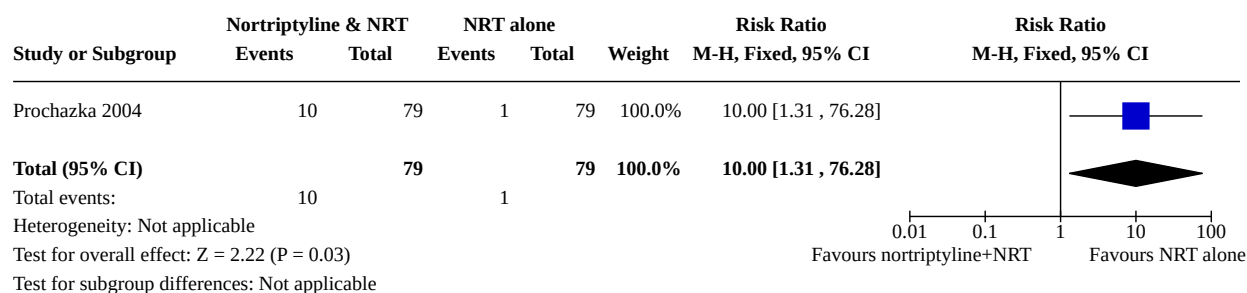 Nortriptyline & NRT NRT alone Risk Ratio Risk Ratio
Study or Subgroup Events Total Events Total Weight M-H, Fixed, 95% CI M-H, Fixed, 95% CI
Prochazka 2004 10 79 1 79 100.0% 10.00 [1.31 , 76.28]
Total (95% CI) 79 79 100.0% 10.00 [1.31 , 76.28]
Total events: 10 1
Heterogeneity: Not applicable
0.01 0.1 1 10 100
Test for overall effect: Z = 2.22 (P = 0.03) Favours nortriptyline+NRT Favours NRT alone
Test for subgroup differences: Not applicable